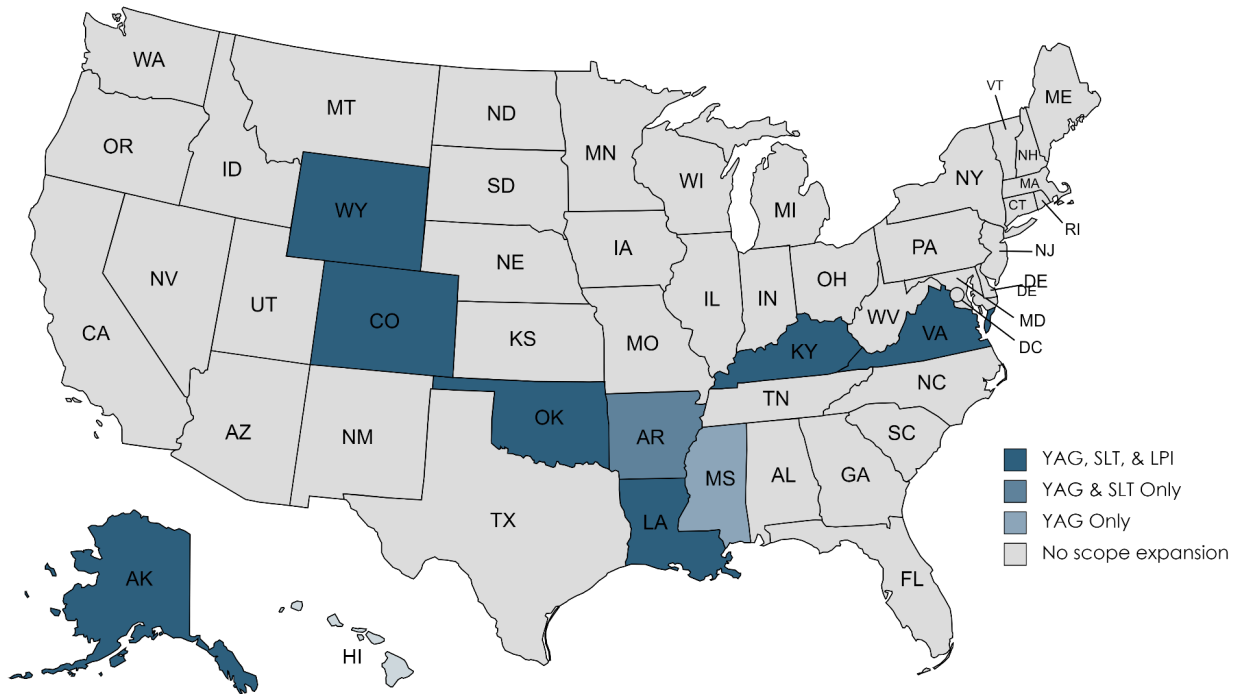 WA
MT
ND
MN
VT
ME
OR
ID
SD
WI
MI
NY
NH
MA
CT
RI
WY
NE
IA
PA
NJ
NV
UT
CO
IL
IN
OH
DE
DE
MD
DC
CA
KS
MO
WV
VA
KY
AZ
NM
OK
AR
TN
NC
SC
TX
LA
MS
AL
GA
FL
AK
HI
YAG, SLT, & LPI
YAG & SLT Only
YAG Only
No scope expansion